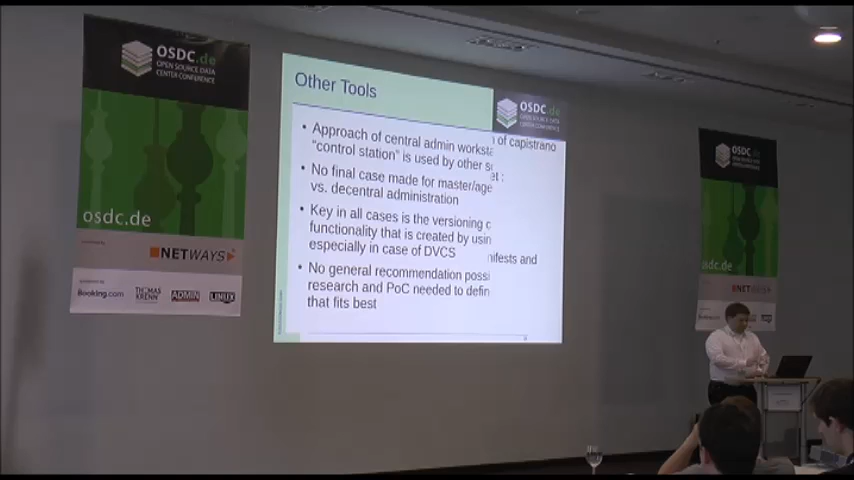 OSDC.de
OPEN SOURCE DATA
CENTER CONFERENCE
osdc.de
NETWAYS
Booking.com
THOMAS
KRENN
ADMIN
LINUX
Other Tools
OSDC.de
OPEN SOURCE DATA
CENTER CONFERENCE
• Approach of central admin worksta of capistrano
"control station" is used by other s et :
• No final case made for master/age
vs. decentral administration
• Key in all cases is the versioning c
functionality that is created by usin
especially in case of DVCS nifests and
• No general recommendation possi
research and PoC needed to defin
that fits best
OSDC.de
osdc.de
NETWAYS